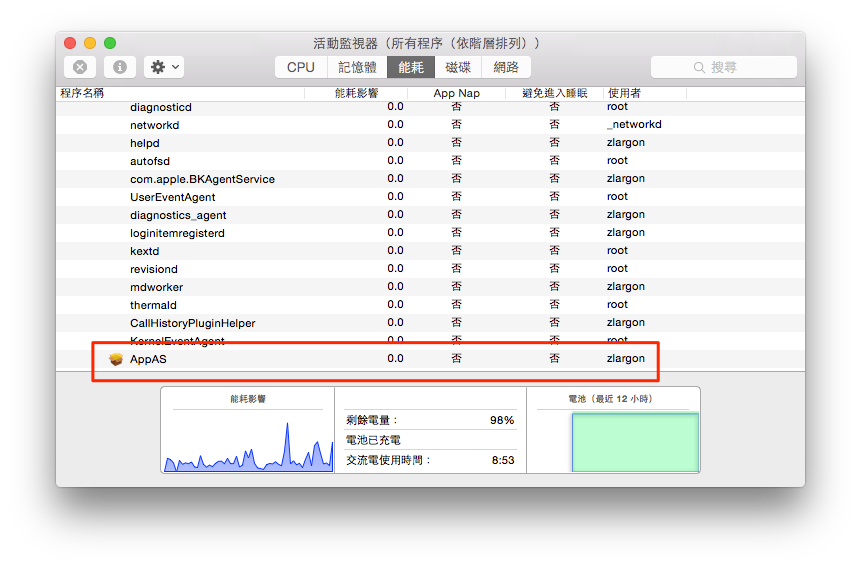 活動監視器（所有程序（依階層排列））
CPU 記憶體 能耗 磁碟 網路 搜尋
程序名稱 能耗影響 App Nap 避免進入睡眠 使用者
diagnosticd 0.0 否 否 root
networkd 0.0 否 否 _networkd
helpd 0.0 否 否 zlargon
autofsd 0.0 否 否 root
com.apple.BKAgentService 0.0 否 否 zlargon
UserEventAgent 0.0 否 否 root
diagnostics_agent 0.0 否 否 zlargon
loginitemregisterd 0.0 否 否 zlargon
kextd 0.0 否 否 root
revisiond 0.0 否 否 root
mdworker 0.0 否 否 zlargon
thermald 0.0 否 否 root
CallHistoryPluginHelper 0.0 否 否 zlargon
KernelEventAgent 0.0 否 否 root
AppAS 0.0 否 否 zlargon
能耗影響
剩餘電量： 98%
電池已充電
交流電使用時間： 8:53
電池（最近 12 小時）